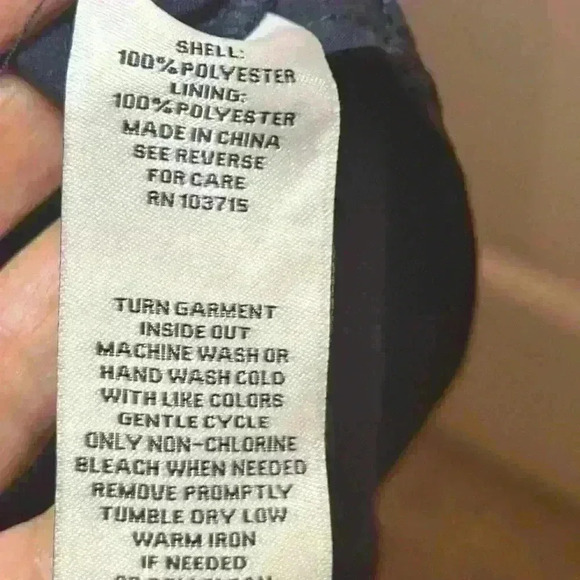 SHELL:
100% POLYESTER
LINING:
100% POLYESTER
MADE IN CHINA
SEE REVERSE
FOR CARE
RN 103715
TURN GARMENT
INSIDE OUT
MACHINE WASH OR
HAND WASH COLD
WITH LIKE COLORS
GENTLE CYCLE
ONLY NON-CHLORINE
BLEACH WHEN NEEDED
REMOVE PROMPTLY
TUMBLE DRY LOW
WARM IRON
IF NEEDED